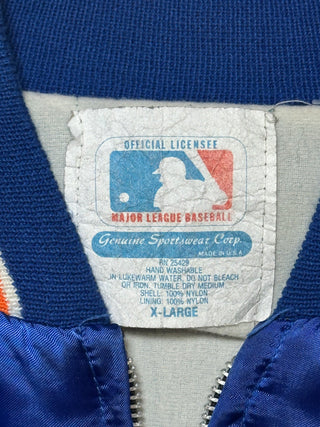 OFFICIAL LICENSEE
MAJOR LEAGUE BASEBALL
Genuine Sportswear Corp.
MADE IN U.S.A.
RN 25429
HAND WASHABLE
IN LUKEWARM WATER, DO NOT BLEACH
OR IRON, TUMBLE DRY MEDIUM
SHELL: 100% NYLON
LINING: 100% NYLON
X-LARGE